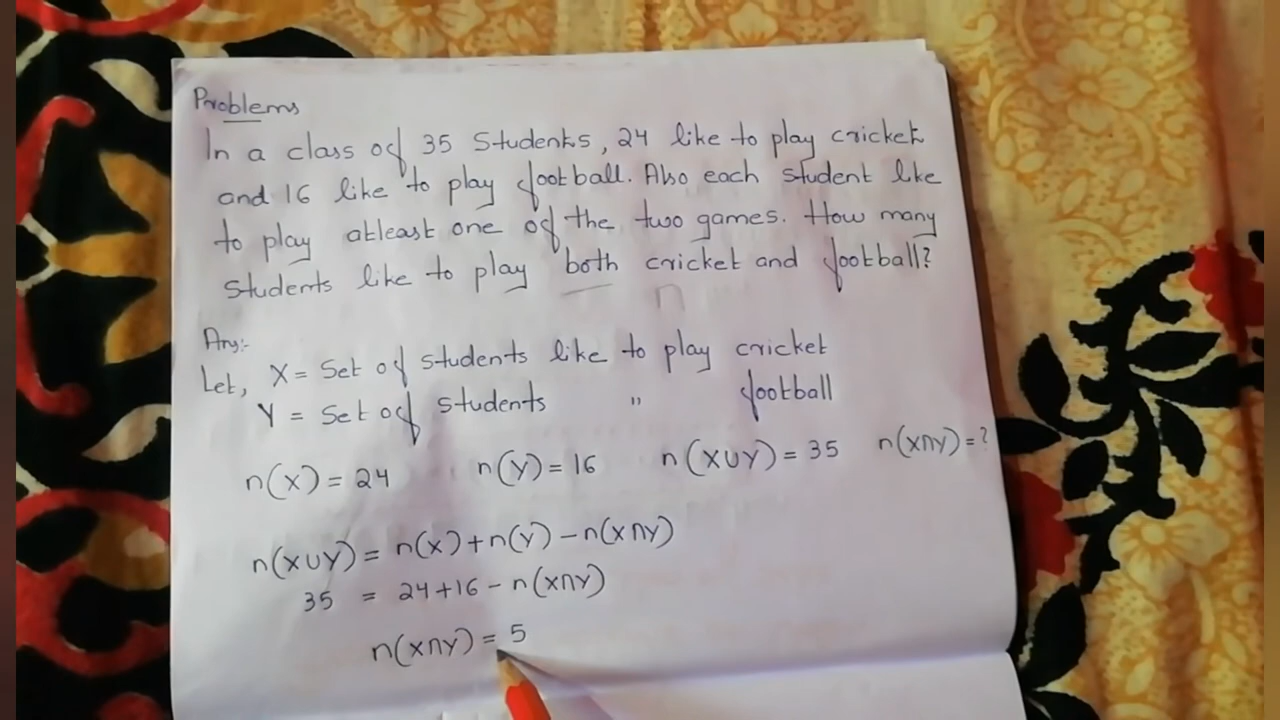 Problems
In a class of 35 Students, 24 like to play cricket
and 16 like to play football. Also each student like
to play atleast one of the two games. How many
students like to play both cricket and football?
Ans:-
Let, X = Set of students like to play cricket
Y = Set of students " football
n(X) = 24 n(Y) = 16 n(X∪Y) = 35 n(X∩Y) = ?
n(X∪Y) = n(X) + n(Y) - n(X∩Y)
35 = 24+16 - n(X∩Y)
n(X∩Y) = 5